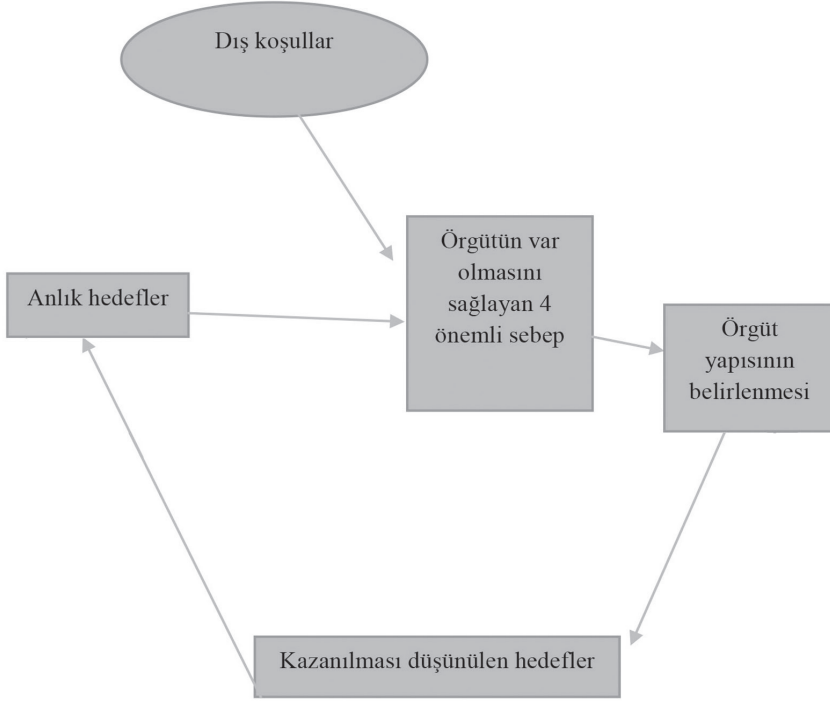 Dış koşullar
Örgütün var
olmasını
sağlayan 4
önemli sebep
Anlık hedefler
Örgüt
yapısının
belirlenmesi
Kazanılması düşünülen hedefler